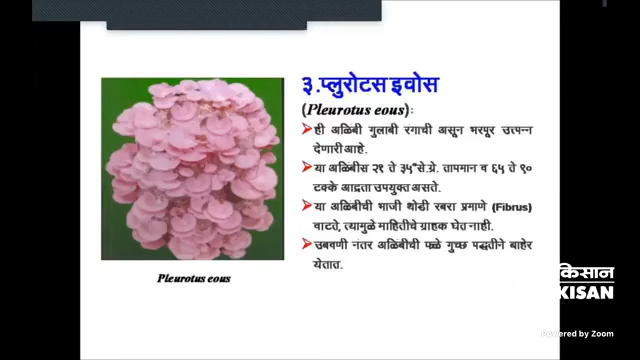 ३.प्लुरोटस इवोस
(Pleurotus eous):
ही अळिंबी गुलाबी रंगाची असून भरपूर उत्पन्न
देणारी आहे.
या अळिंबीस २१ ते ३५°से.ग्रे. तापमान व ६५ ते ९०
टक्के आद्रता उपयुक्त असते.
या अळिंबीची भाजी थोडी रबरा प्रमाणे (Fibrus)
वाटते, त्यामुळे माहितीचे ग्राहक घेत नाही.
उबवणी नंतर अळिंबीची फळे गुच्छ पद्धतीने बाहेर
येतात.
Pleurotus eous
किसान
KISAN
Powered by Zoom